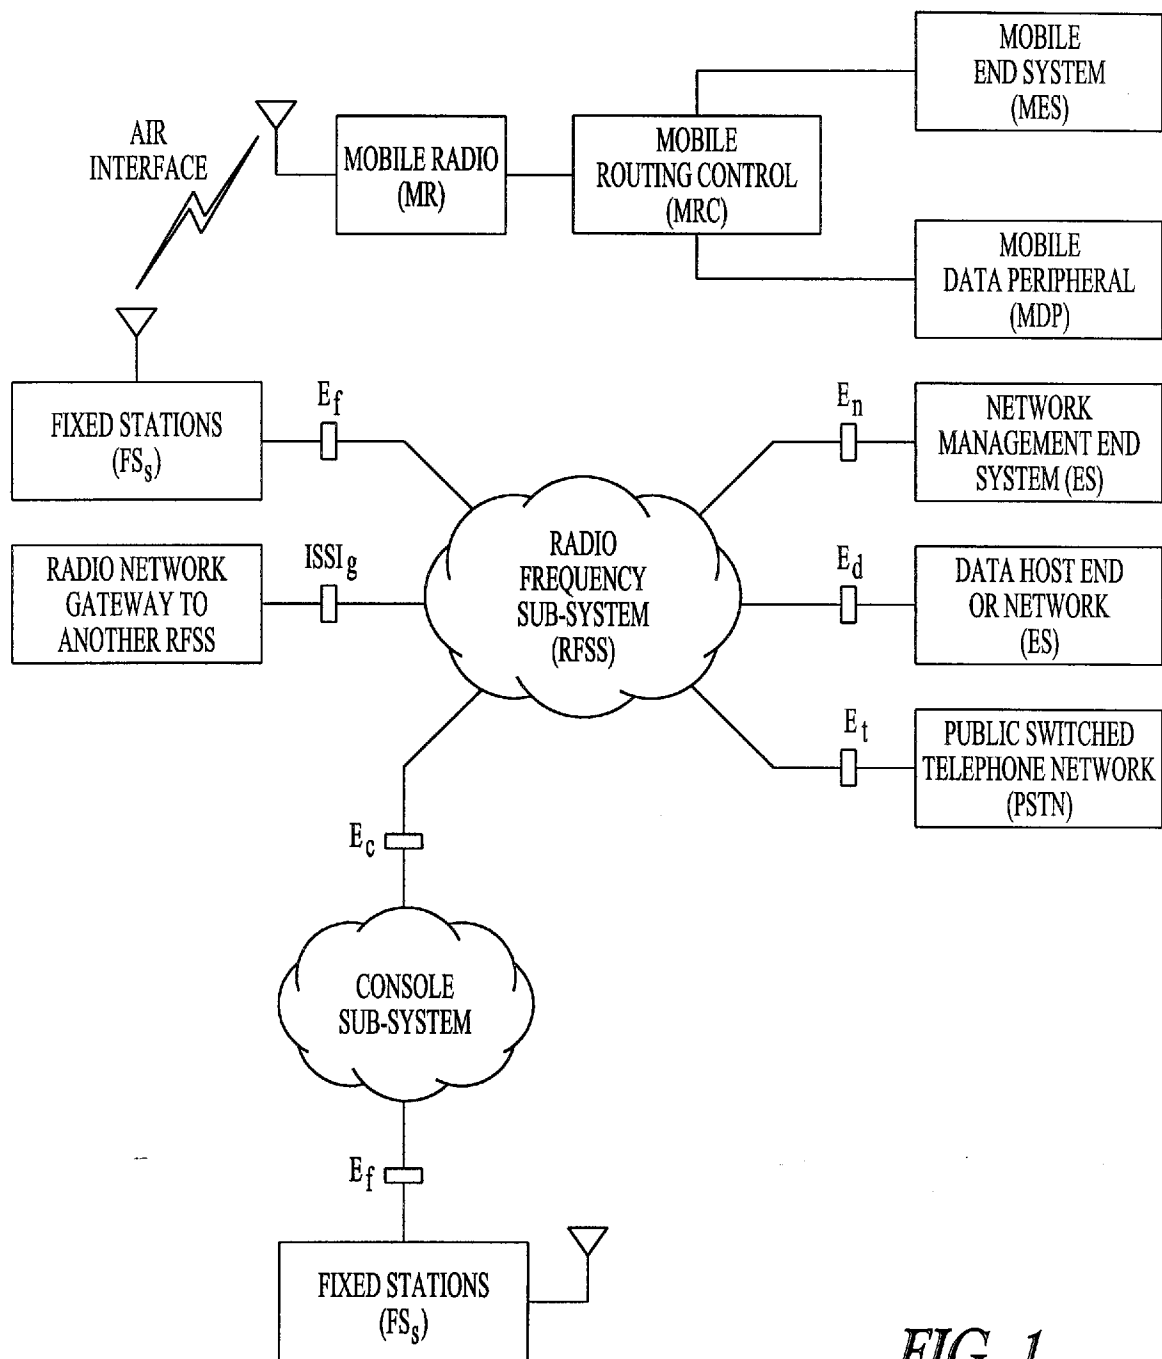 MOBILE
END SYSTEM
(MES)
AIR
INTERFACE
MOBILE RADIO
(MR)
MOBILE
ROUTING CONTROL
(MRC)
MOBILE
DATA PERIPHERAL
(MDP)
FIXED STATIONS
(FSs)
Ef
En
NETWORK
MANAGEMENT END
SYSTEM (ES)
RADIO NETWORK
GATEWAY TO
ANOTHER RFSS
ISSIg
RADIO
FREQUENCY
SUB-SYSTEM
(RFSS)
Ed
DATA HOST END
OR NETWORK
(ES)
Et
PUBLIC SWITCHED
TELEPHONE NETWORK
(PSTN)
Ec
CONSOLE
SUB-SYSTEM
Ef
FIXED STATIONS
(FSs)
FIG. 1